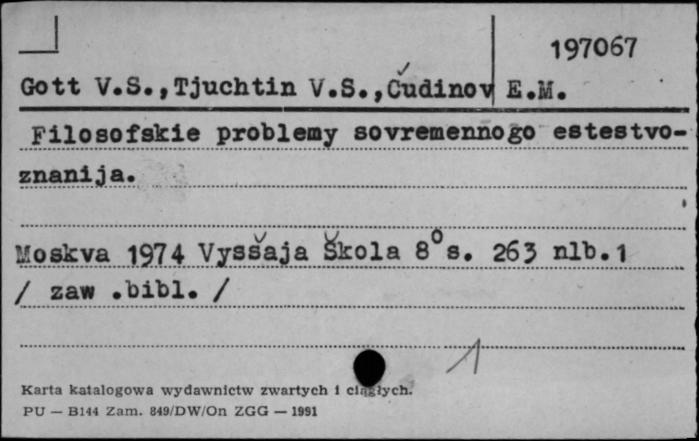 197067
Gott V.S.,Tjuchtin V.S.,Čudinov E.M.
Filosofskie problemy sovremennogo estestvo-
znanija.
Moskva 1974 Vysšaja Škola 8° s. 263 nlb.1
/ zaw .bibl. /
1
Karta katalogowa wydawnictw zwartych i ciągłych.
PU — B144 Zam. 849/DW/On ZGG — 1991